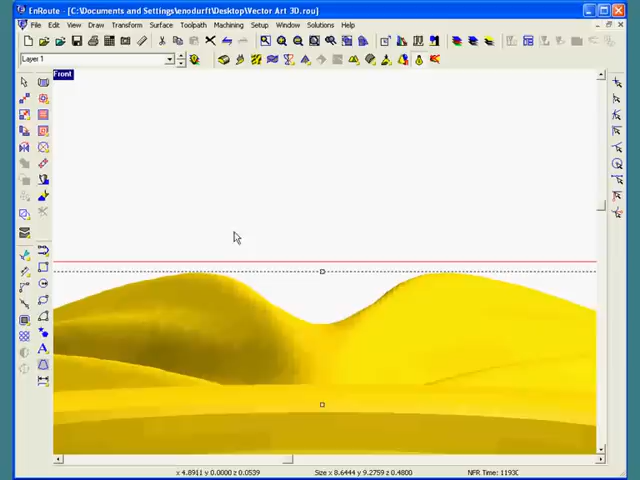 EnRoute - [C:\Documents and Settings\enodurft\Desktop\Vector Art 3D.rou]
File Edit View Draw Transform Surface Toolpath Machining Setup Window Solutions Help
Layer 1
Front
x 4.8911 y 0.0000 z 0.0539 Size x 8.6444 y 9.2759 z 0.4800 NFR Time: 1193(